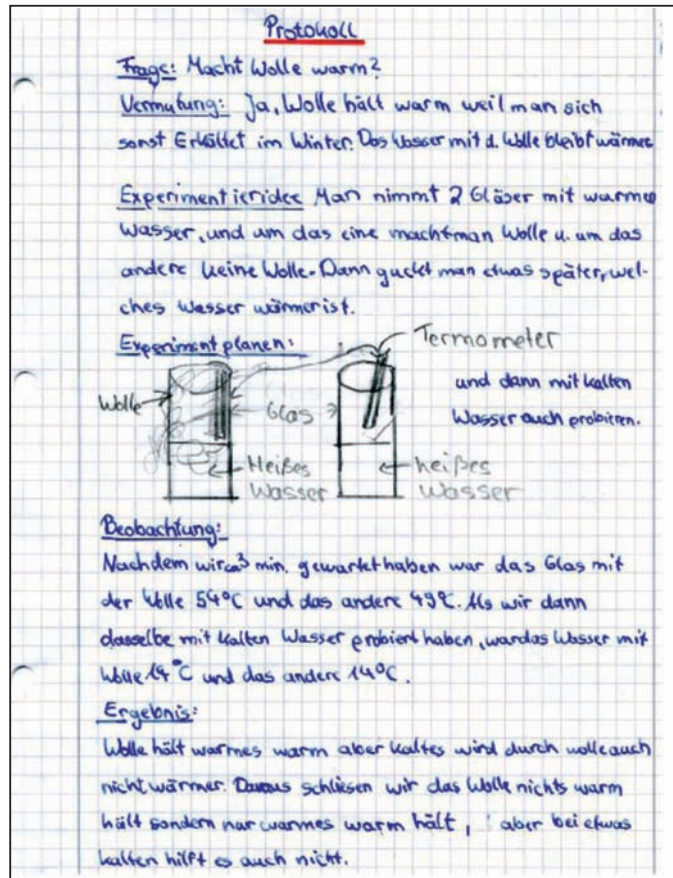 Protokoll
Frage: Macht Wolle warm?
Vermutung: Ja, Wolle hält warm weil man sich
sonst Erkältet im Winter. Das Wasser mit d. Wolle bleibt wärmer
Experimentieridee Man nimmt 2 Gläser mit warmen
Wasser, und um das eine macht man Wolle u. um das
andere keine Wolle. Dann guckt man etwas später, wel-
ches Wasser wärmer ist.
Experiment planen:
Termometer
und dann mit kalten
Wasser auch probieren.
Wolle
Glas
Heißes
Wasser
heißes
Wasser
Beobachtung:
Nachdem wir ca 3 min. gewartet haben war das Glas mit
der Wolle 54°C und das andere 49°C. Als wir dann
dasselbe mit kalten Wasser probiert haben, war das Wasser mit
Wolle 14°C und das andere 14°C.
Ergebnis:
Wolle hält warmes warm aber kaltes wird durch wolle auch
nicht wärmer. Daraus schliesen wir das Wolle nichts warm
hält sondern nur warmes warm hält, aber bei etwas
kalten hilft es auch nicht.